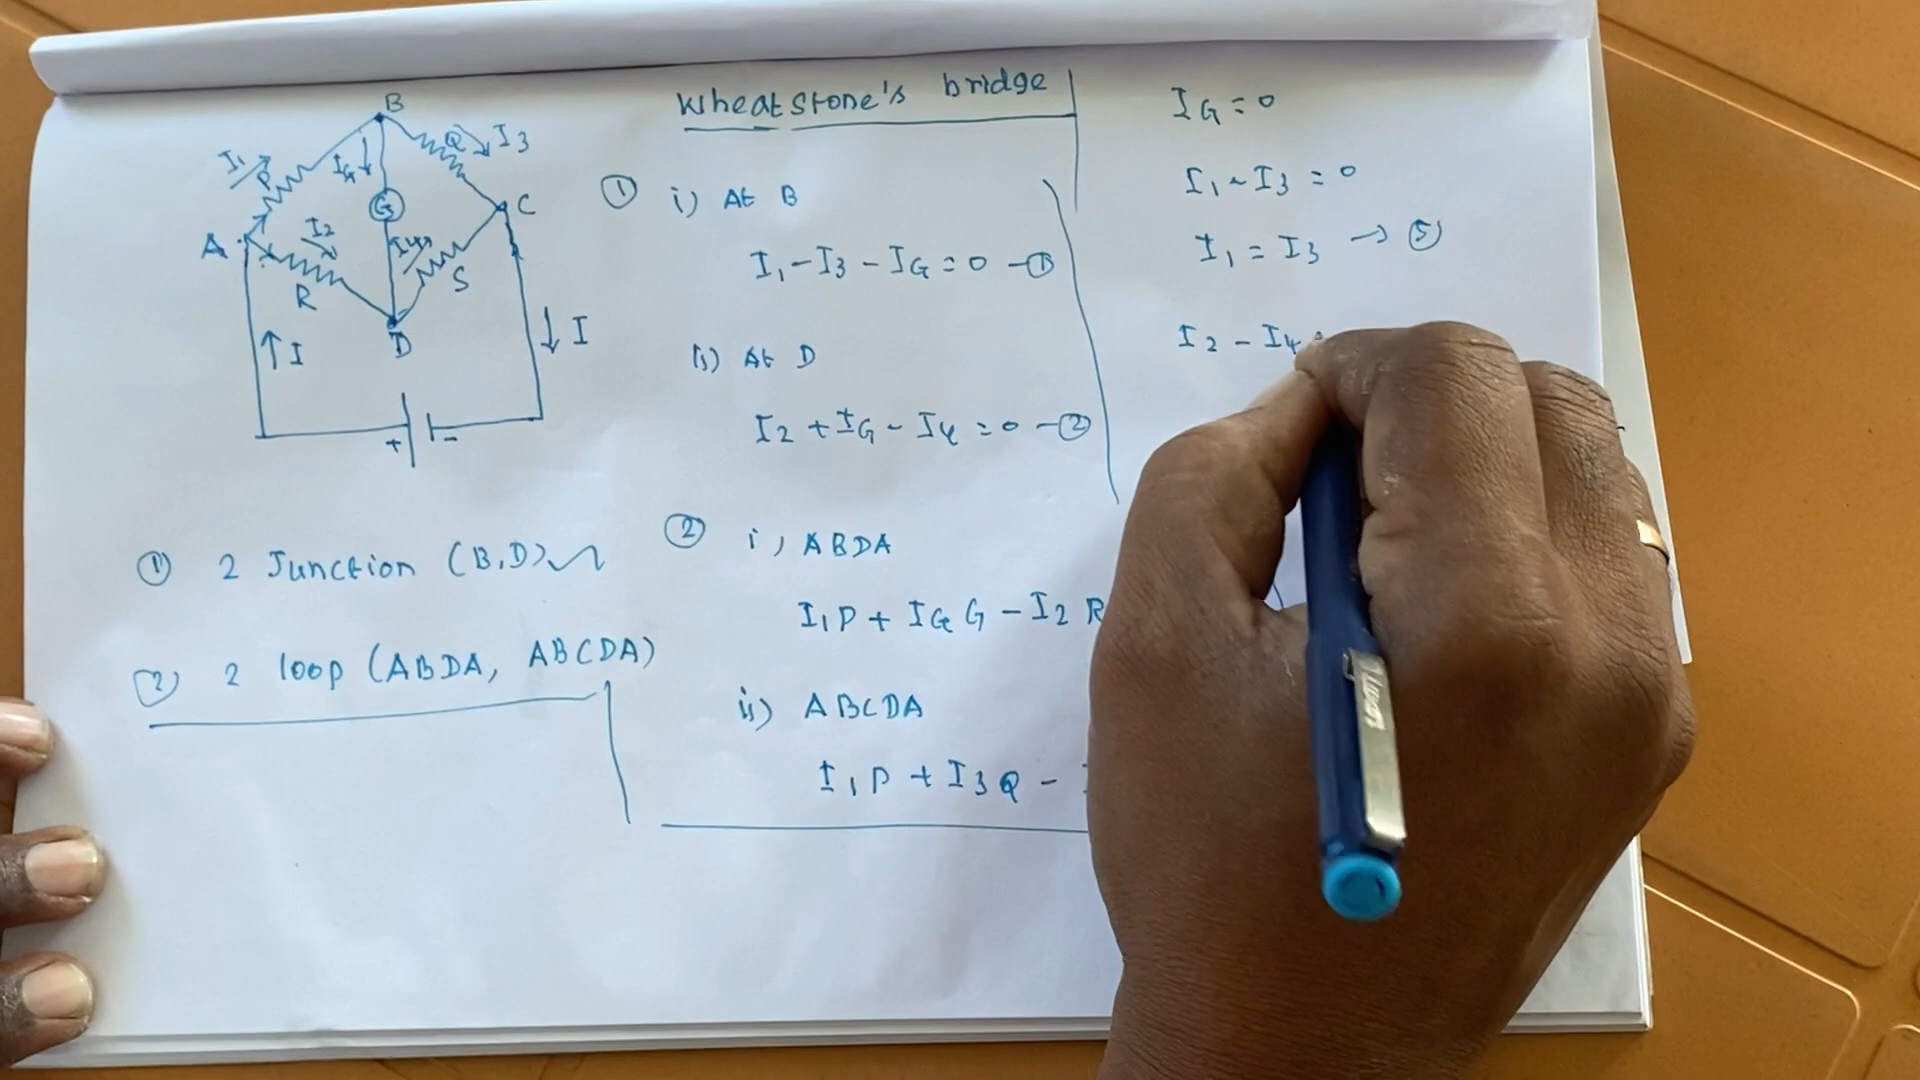 Wheatstone's bridge
B
I1
P
IG
Q
I3
G
A
I2
I4
C
R
S
D
↑ I
↓ I
+ -
① 2 Junction (B,D)
② 2 loop (ABDA, ABCDA)
① i) At B
I1 - I3 - IG = 0 - ①
ii) At D
I2 + IG - I4 = 0 - ②
② i) ABDA
I1P + IG G - I2 R
ii) ABCDA
I1P + I3Q -
IG = 0
I1 - I3 = 0
I1 = I3 → ⑤
I2 - I4